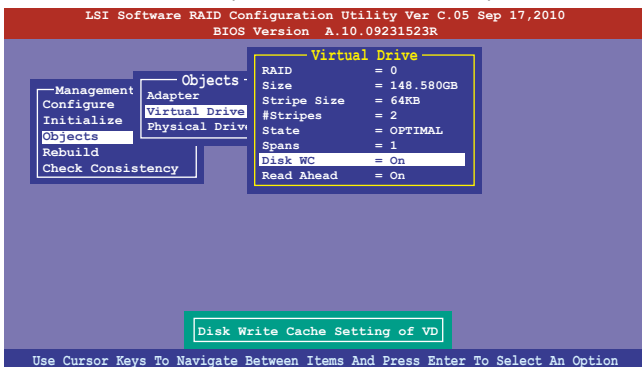 LSI Software RAID Configuration Utility Ver C.05 Sep 17,2010
BIOS Version A.10.09231523R
Management
Configure
Initialize
Objects
Rebuild
Check Consistency
Objects
Adapter
Virtual Drive
Physical Driv
Virtual Drive
RAID = 0
Size = 148.580GB
Stripe Size = 64KB
#Stripes = 2
State = OPTIMAL
Spans = 1
Disk WC = On
Read Ahead = On
Disk Write Cache Setting of VD
Use Cursor Keys To Navigate Between Items And Press Enter To Select An Option